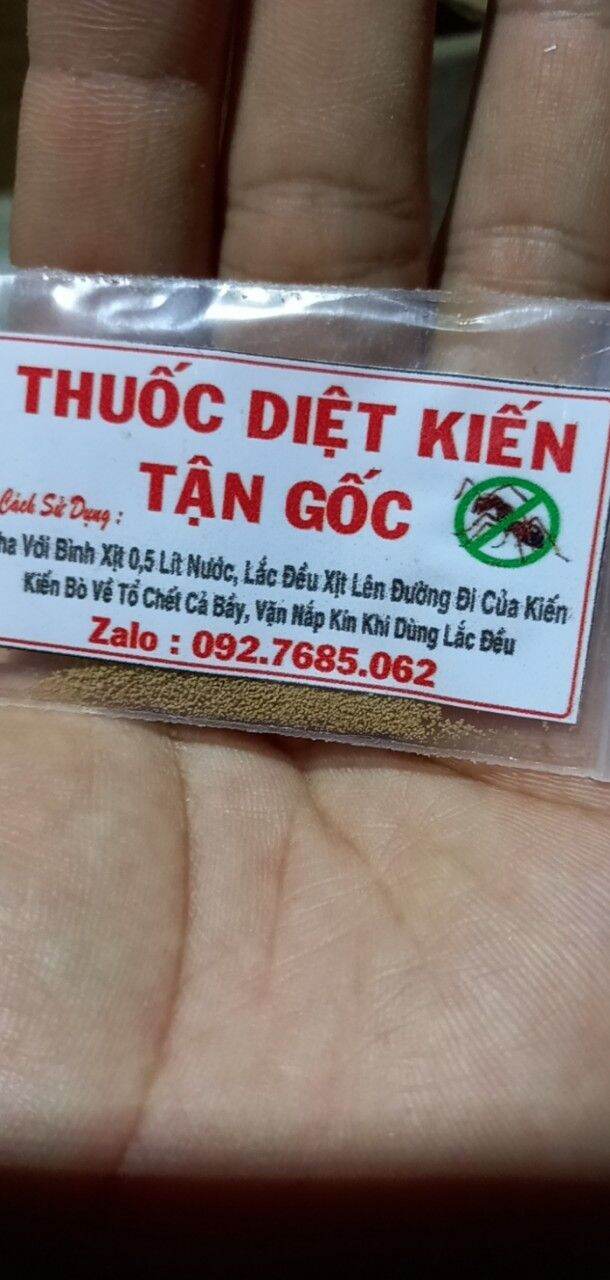 THUỐC DIỆT KIẾN
TẬN GỐC
Cách Sử Dụng :
Với Bình Xịt 0,5 Lít Nước, Lắc Đều Xịt Lên Đường Đi Của Kiến
Kiến Bò Về Tổ Chết Cả Bầy, Vặn Nắp Kín Khi Dùng Lắc Đều
Zalo : 092.7685.062